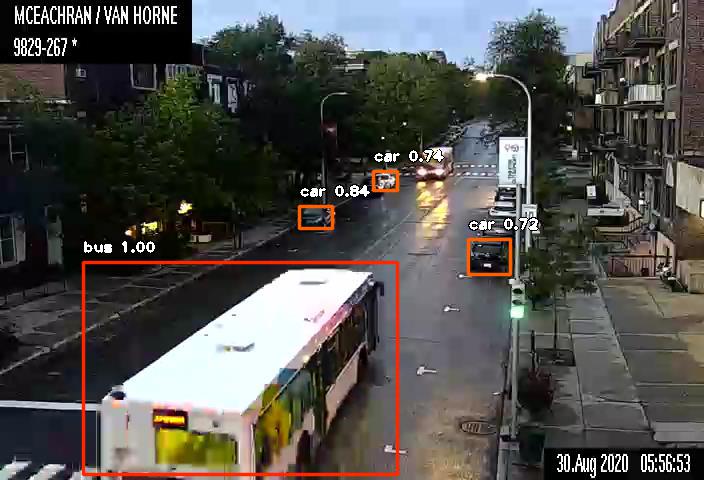 MCEACHRAN / VAN HORNE
9829-267 *
car 0.74
car 0.84
car 0.72
bus 1.00
30.Aug 2020 05:56:53